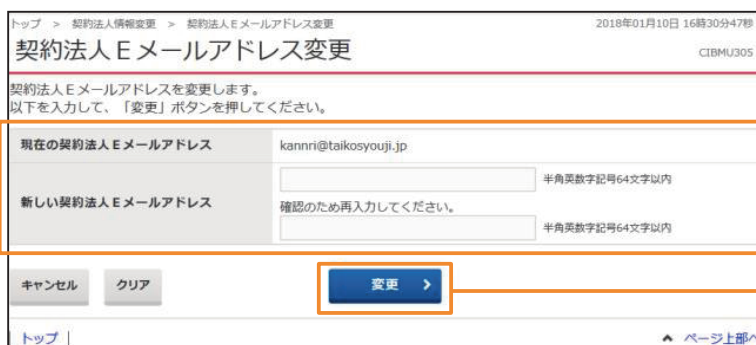 トップ > 契約法人情報変更 > 契約法人Eメールアドレス変更
2018年01月10日 16時30分47秒
契約法人Eメールアドレス変更
CIBMU305
契約法人Eメールアドレスを変更します。
以下を入力して、「変更」ボタンを押してください。
現在の契約法人Eメールアドレス
kannri@taikosyouji.jp
新しい契約法人Eメールアドレス
半角英数字記号64文字以内
確認のため再入力してください。
半角英数字記号64文字以内
キャンセル
クリア
変更
トップ |
ページ上部へ